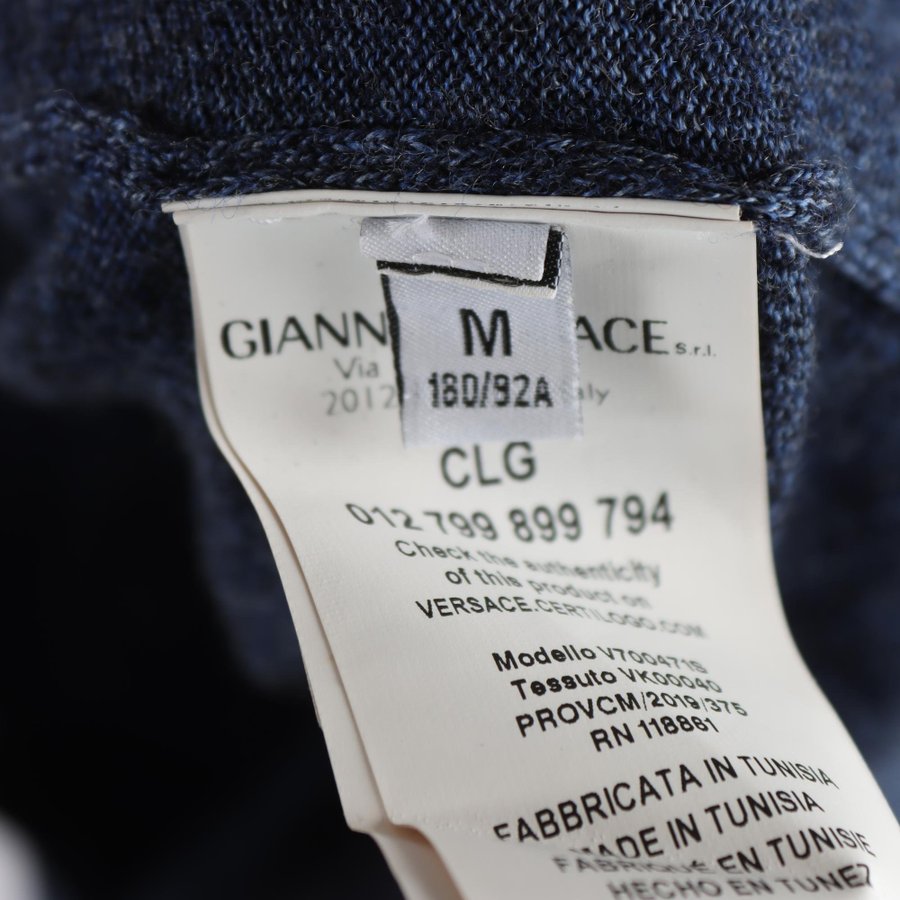 GIANN ACE s.r.l.
M
Via
180/92A
2012 aly
CLG
012 799 899 794
Check the authenticity
of this product on
VERSACE.CERTILOGO.COM
Modello V700471S
Tessuto VK00040
PROVCM/2019/375
RN 118861
FABBRICATA IN TUNISIA
MADE IN TUNISIA
FABRIQUÉ EN TUNISIE
HECHO EN TUNEZ